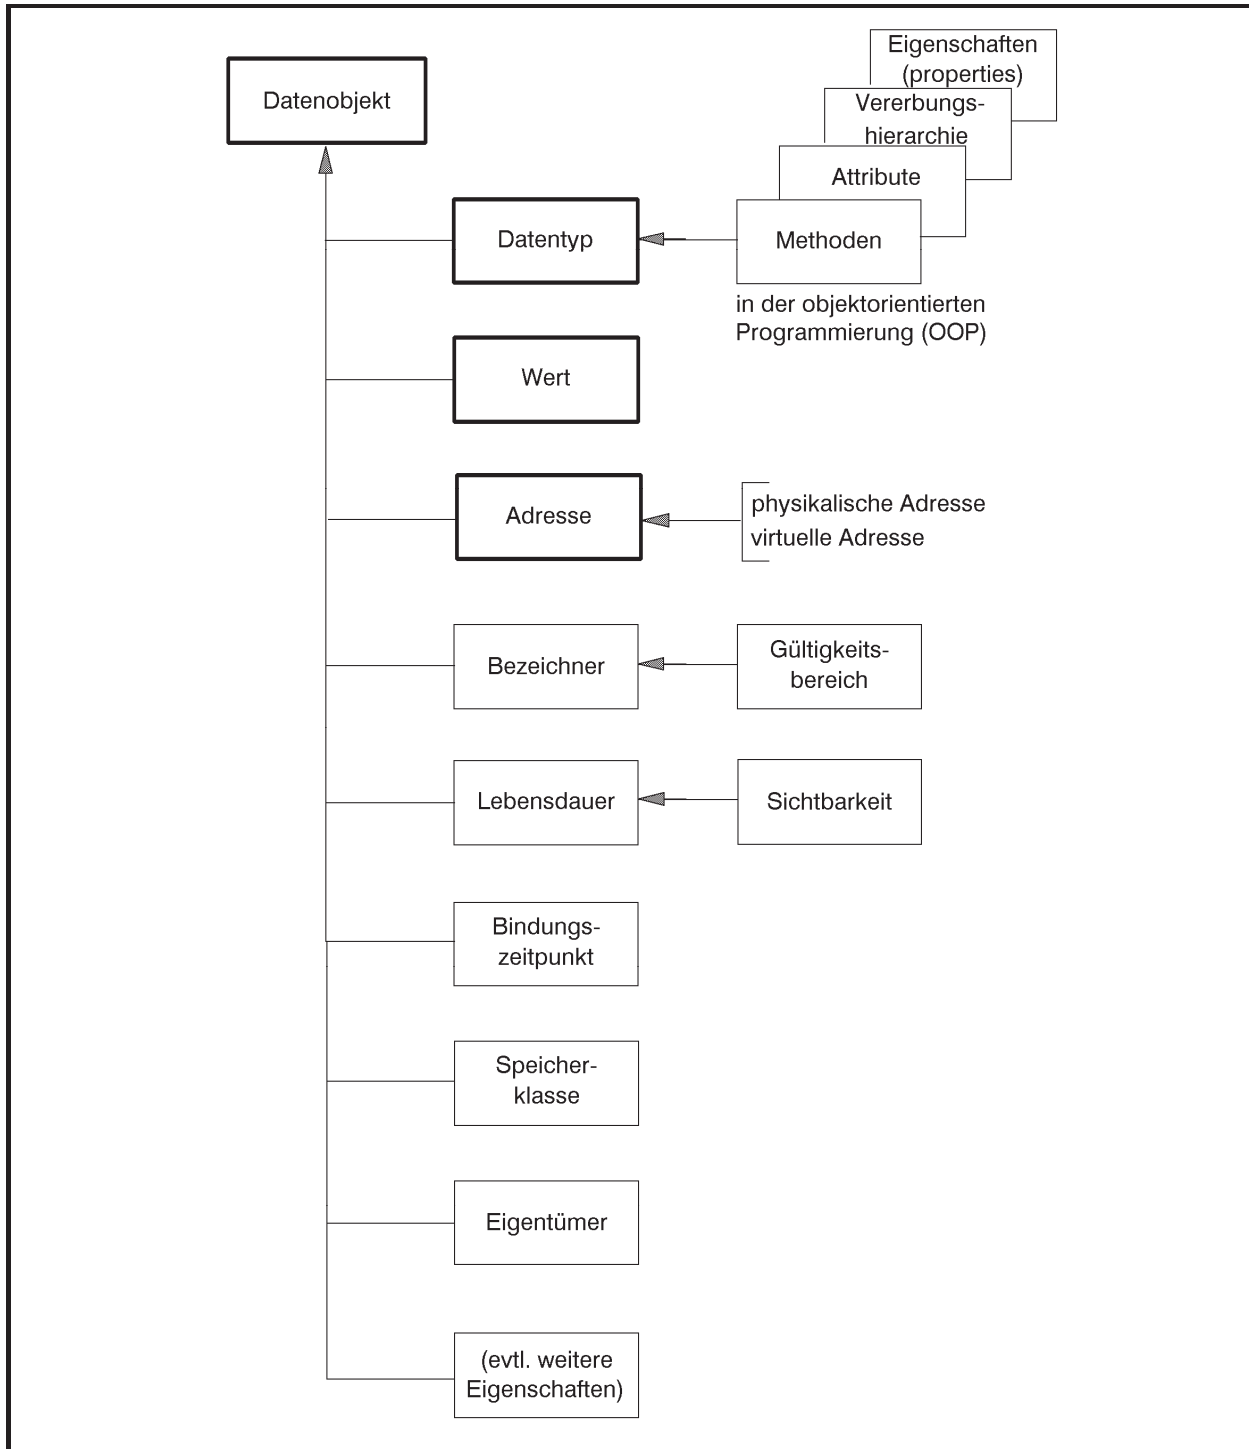 Datenobjekt
Eigenschaften
(properties)
Vererbungs-
hierarchie
Attribute
Methoden
Datentyp
in der objektorientierten
Programmierung (OOP)
Wert
Adresse
physikalische Adresse
virtuelle Adresse
Bezeichner
Gültigkeits-
bereich
Lebensdauer
Sichtbarkeit
Bindungs-
zeitpunkt
Speicher-
klasse
Eigentümer
(evtl. weitere
Eigenschaften)